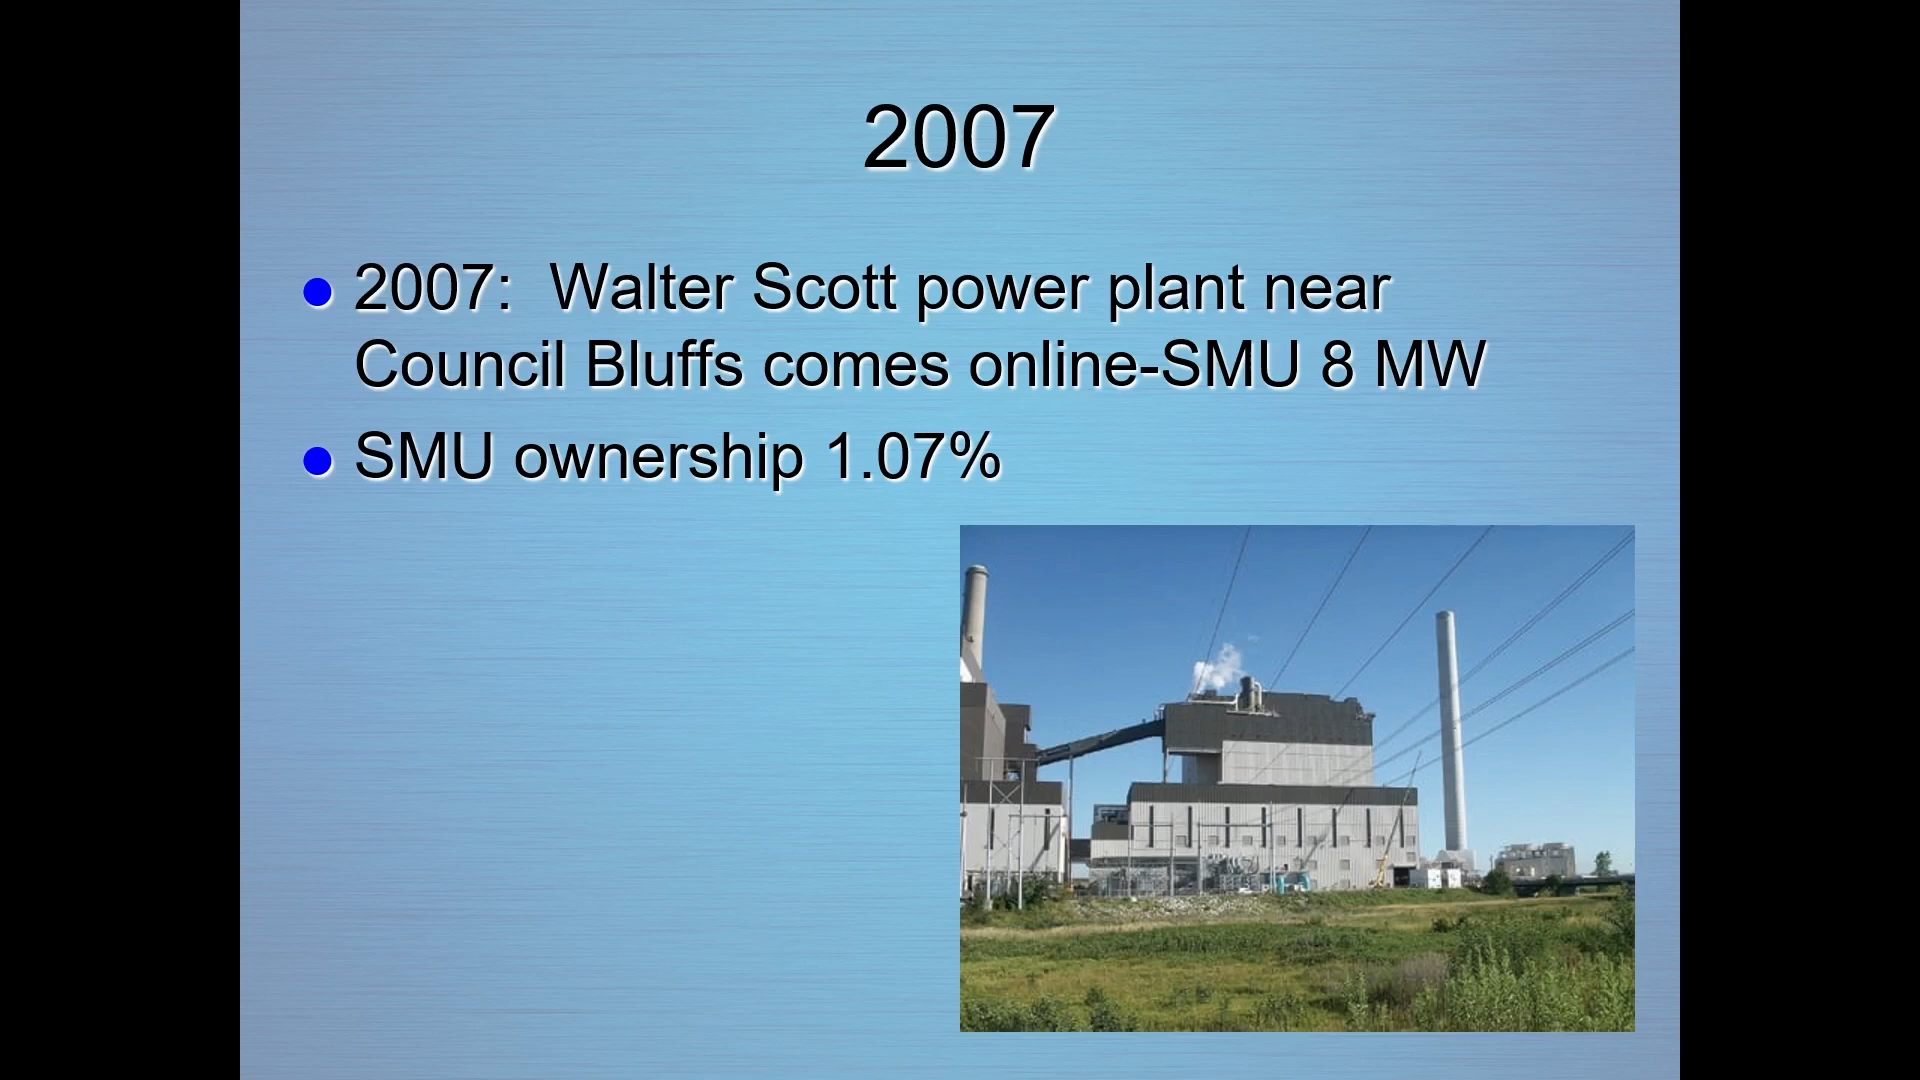 2007
2007:  Walter Scott power plant near
Council Bluffs comes online-SMU 8 MW
SMU ownership 1.07%